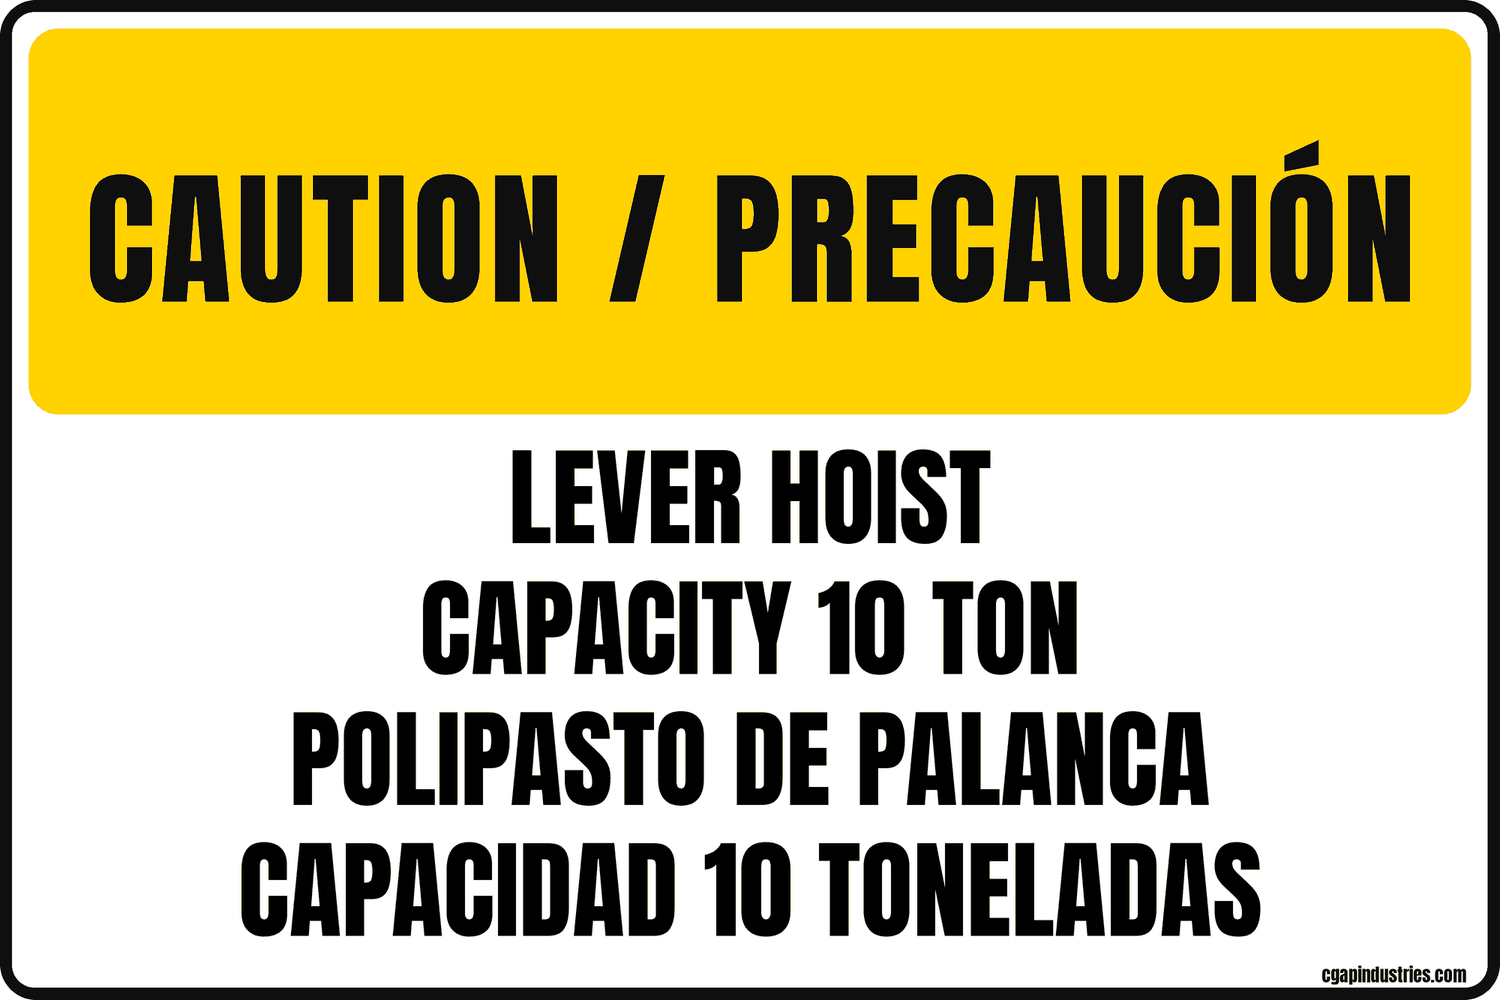 CAUTION / PRECAUCIÓN
LEVER HOIST
CAPACITY 10 TON
POLIPASTO DE PALANCA
CAPACIDAD 10 TONELADAS
cgapindustries.com